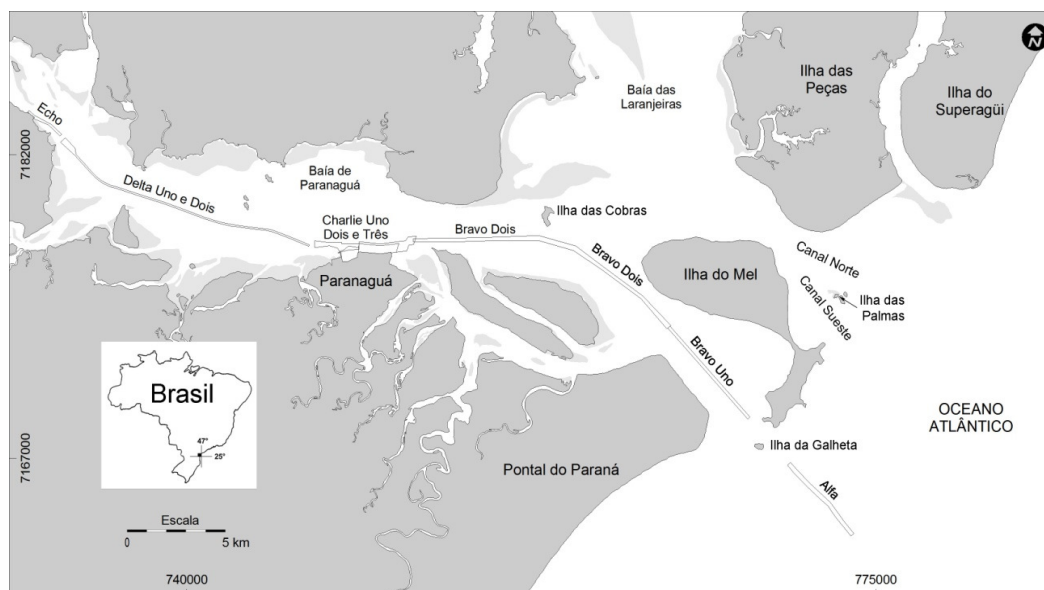 N
Ilha das
Peças
Ilha do
Superagüi
Baía das
Laranjeiras
Echo
7182000
Delta Uno e Dois
Baía de
Paranaguá
Charlie Uno
Dois e Três
Bravo Dois
Ilha das Cobras
Bravo Dois
Ilha do Mel
Canal Norte
Canal Sueste
Ilha das
Palmas
Paranaguá
Bravo Uno
Brasil
47°
25°
OCEANO
ATLÂNTICO
7167000
Pontal do Paraná
Ilha da Galheta
Alfa
Escala
0 5 km
740000
775000